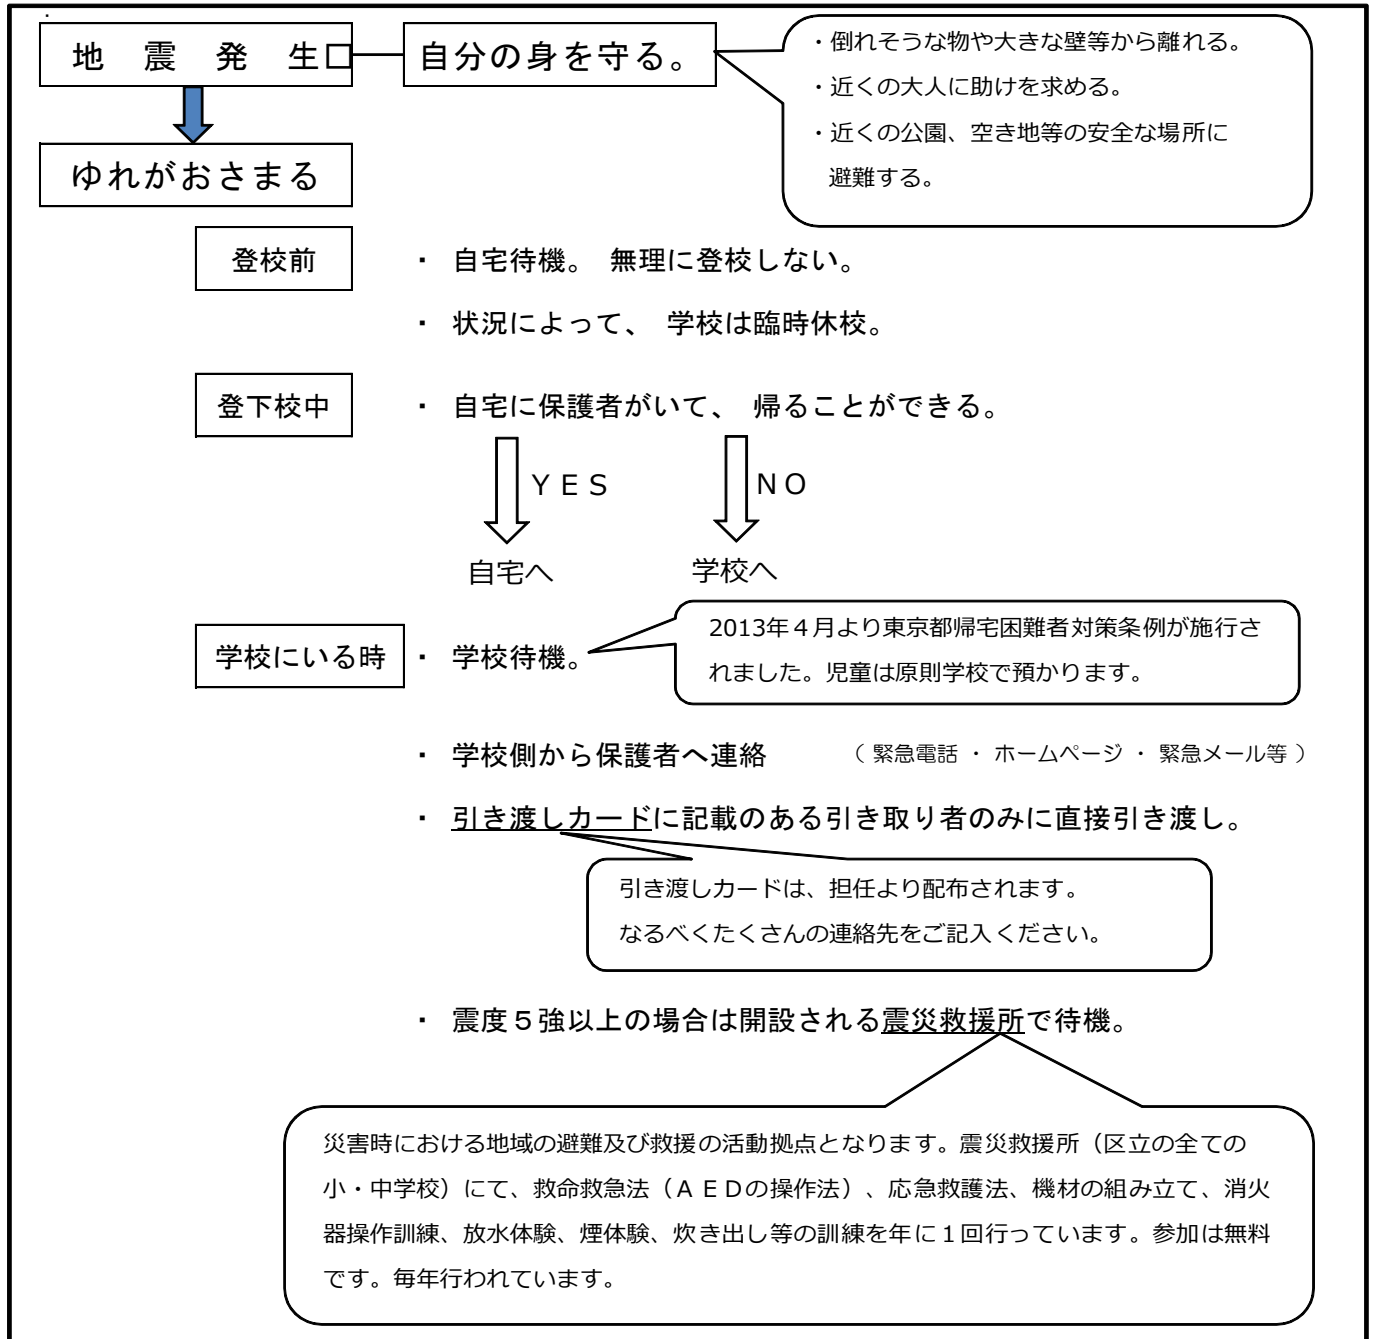 地　震　発　生　自分の身を守る。
・倒れそうな物や大きな壁等から離れる。
・近くの大人に助けを求める。
・近くの公園、空き地等の安全な場所に
避難する。
ゆれがおさまる
登校前　・ 自宅待機。 無理に登校しない。
・ 状況によって、 学校は臨時休校。
登下校中　・ 自宅に保護者がいて、 帰ることができる。
ＹＥＳ　ＮＯ
自宅へ　学校へ
学校にいる時　・ 学校待機。
2013年４月より東京都帰宅困難者対策条例が施行さ
れました。児童は原則学校で預かります。
・ 学校側から保護者へ連絡　（ 緊急電話 ・ ホームページ ・ 緊急メール等 ）
・ 引き渡しカードに記載のある引き取り者のみに直接引き渡し。
引き渡しカードは、担任より配布されます。
なるべくたくさんの連絡先をご記入ください。
・ 震度５強以上の場合は開設される震災救援所で待機。
災害時における地域の避難及び救援の活動拠点となります。震災救援所（区立の全ての
小・中学校）にて、救命救急法（ＡＥＤの操作法）、応急救護法、機材の組み立て、消火
器操作訓練、放水体験、煙体験、炊き出し等の訓練を年に１回行っています。参加は無料
です。毎年行われています。